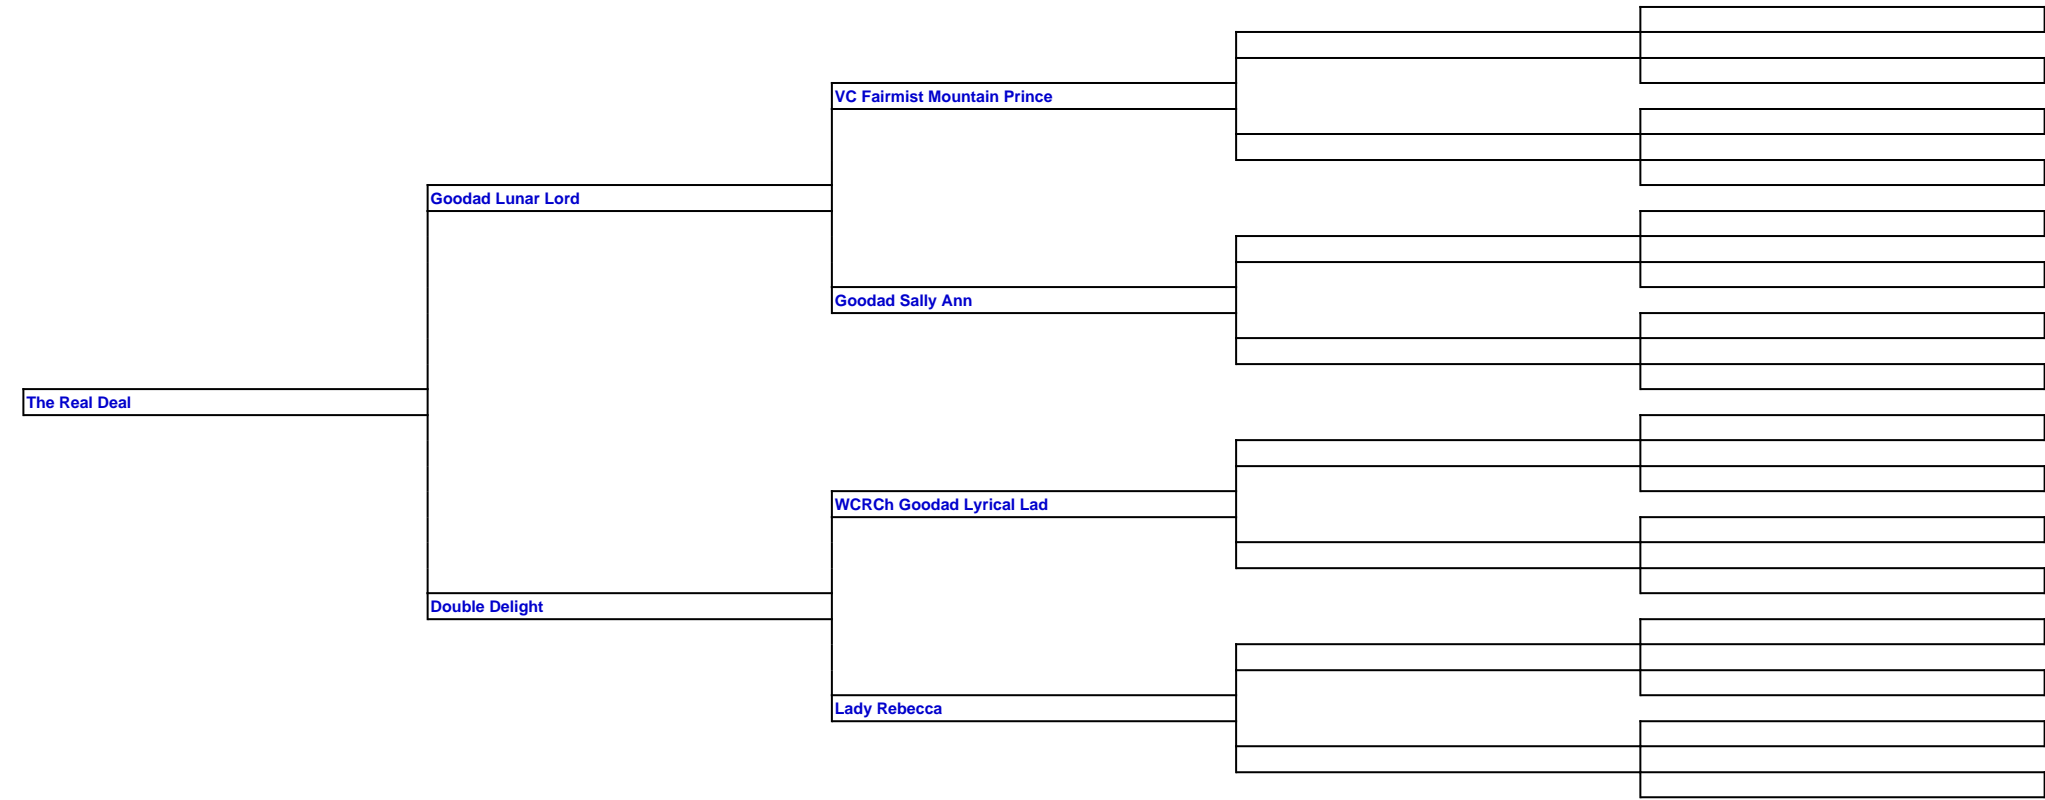 VC Fairmist Mountain Prince
Goodad Lunar Lord
Goodad Sally Ann
The Real Deal
WCRCh Goodad Lyrical Lad
Double Delight
Lady Rebecca